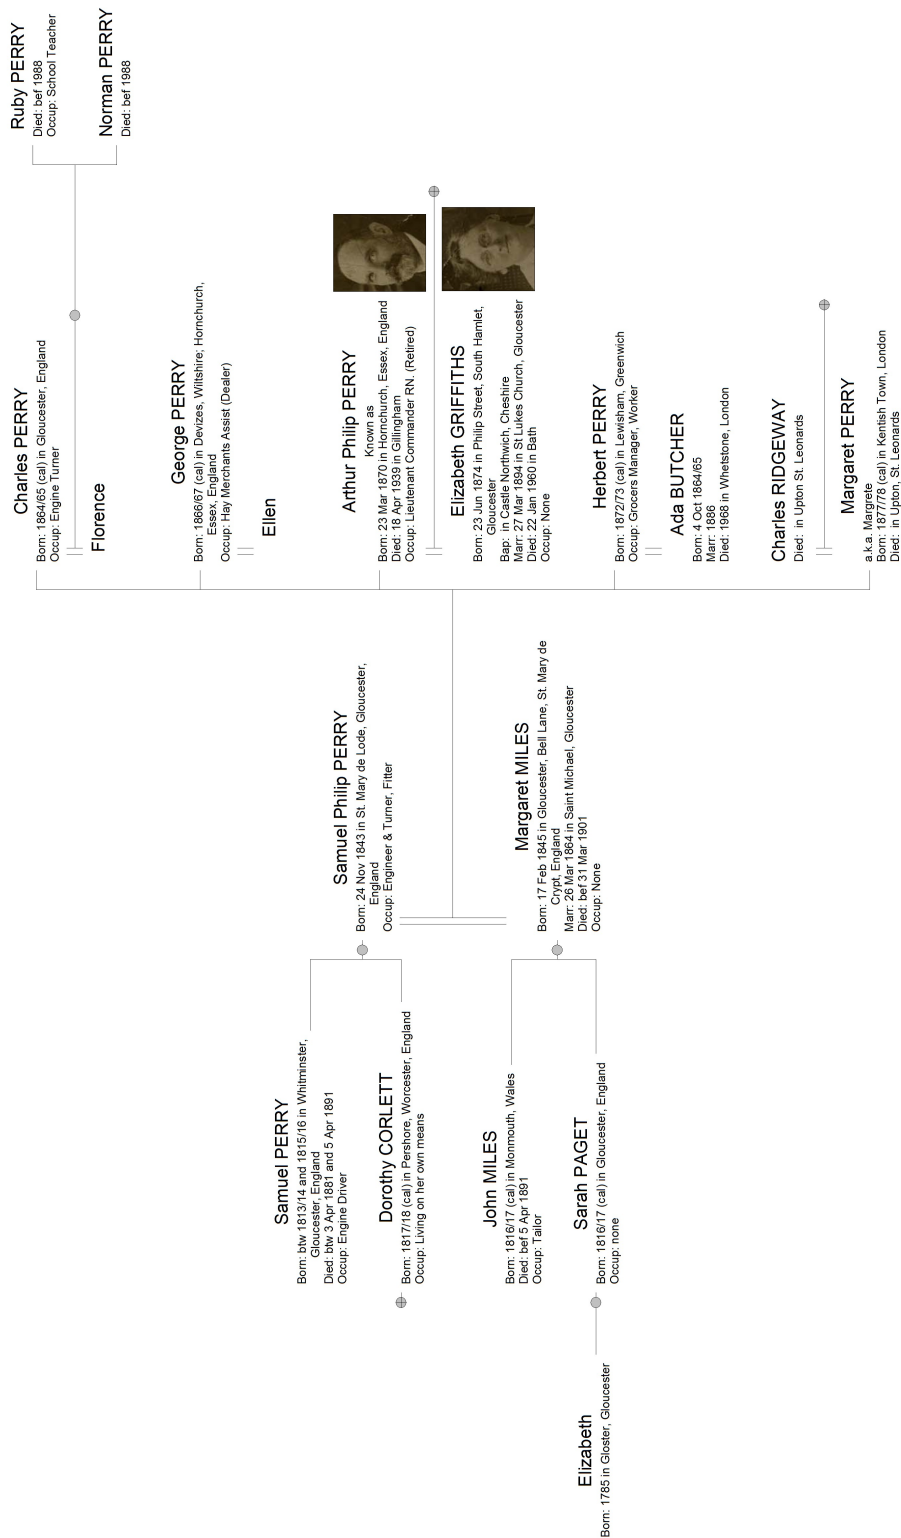 Elizabeth
Born: 1785 in Gloster, Gloucester
Samuel PERRY
Born: btw 1813/14 and 1815/16 in Whitminster,
Gloucester, England
Died: btw 3 Apr 1881 and 5 Apr 1891
Occup: Engine Driver
Dorothy CORLETT
Born: 1817/18 (cal) in Pershore, Worcester, England
Occup: Living on her own means
John MILES
Born: 1816/17 (cal) in Monmouth, Wales
Died: bef 5 Apr 1891
Occup: Tailor
Sarah PAGET
Born: 1816/17 (cal) in Gloucester, England
Occup: none
Samuel Philip PERRY
Born: 24 Nov 1843 in St. Mary de Lode, Gloucester,
England
Occup: Engineer & Turner, Fitter
Margaret MILES
Born: 17 Feb 1845 in Gloucester, Bell Lane, St. Mary de
Crypt, England
Marr: 26 Mar 1864 in Saint Michael, Gloucester
Died: bef 31 Mar 1901
Occup: None
Charles PERRY
Born: 1864/65 (cal) in Gloucester, England
Occup: Engine Turner
Florence
George PERRY
Born: 1866/67 (cal) in Devizes, Wiltshire; Hornchurch,
Essex, England
Occup: Hay Merchants Assist (Dealer)
Ellen
Arthur Philip PERRY
Known as
Born: 23 Mar 1870 in Hornchurch, Essex, England
Died: 18 Apr 1939 in Gillingham
Occup: Lieutenant Commander RN. (Retired)
Elizabeth GRIFFITHS
Born: 23 Jun 1874 in Philip Street, South Hamlet,
Gloucester
Bap: in Castle Northwich, Cheshire
Marr: 27 Mar 1894 in St Lukes Church, Gloucester
Died: 22 Jan 1960 in Bath
Occup: None
Herbert PERRY
Born: 1872/73 (cal) in Lewisham, Greenwich
Occup: Grocers Manager, Worker
Ada BUTCHER
Born: 4 Oct 1864/65
Marr: 1886
Died: 1968 in Whetstone, London
Charles RIDGEWAY
Died: in Upton St. Leonards
Margaret PERRY
a.k.a. Margrete
Born: 1877/78 (cal) in Kentish Town, London
Died: in Upton, St. Leonards
Ruby PERRY
Died: bef 1988
Occup: School Teacher
Norman PERRY
Died: bef 1988